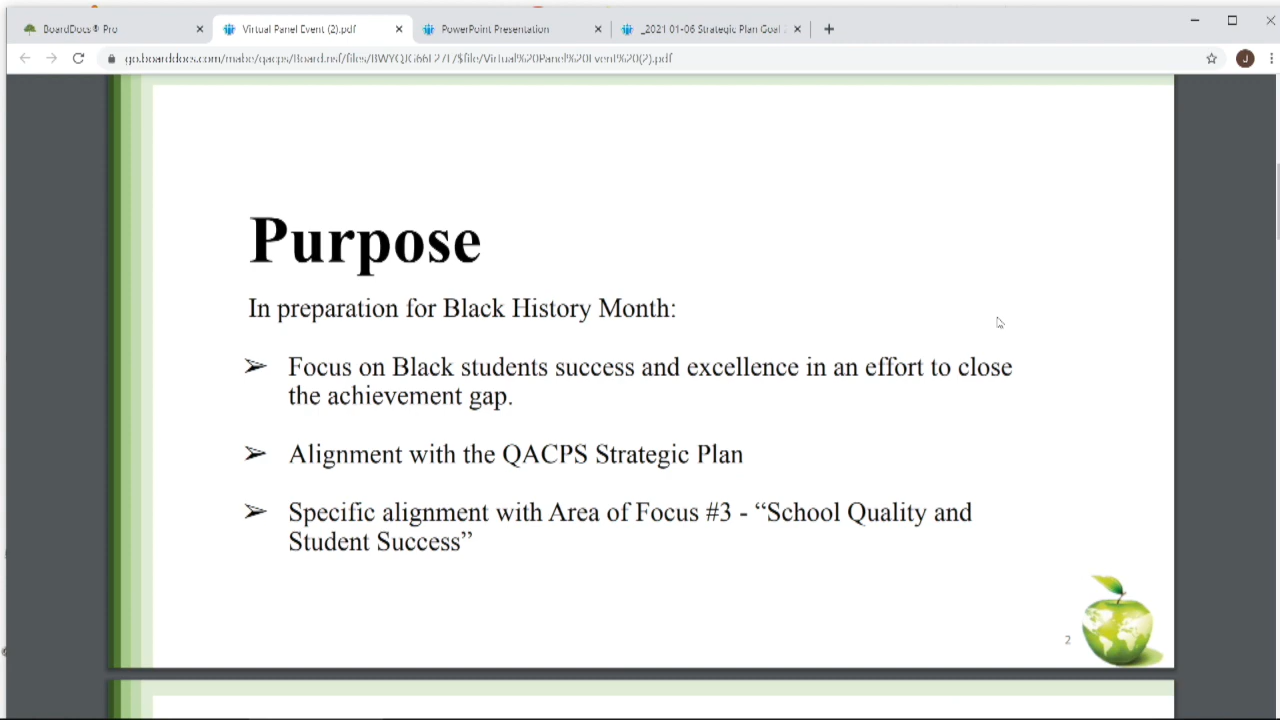 BoardDocs® Pro
Virtual Panel Event (2).pdf
PowerPoint Presentation
_2021 01-06 Strategic Plan Goal
Purpose
In preparation for Black History Month:
Focus on Black students success and excellence in an effort to close
the achievement gap.
Alignment with the QACPS Strategic Plan
Specific alignment with Area of Focus #3 - “School Quality and
Student Success”
2
J